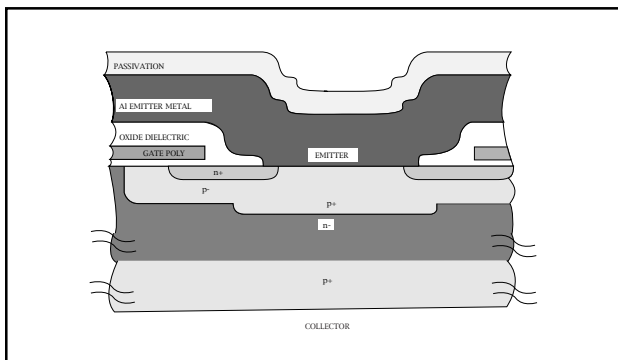 PASSIVATION
Al EMITTER METAL
OXIDE DIELECTRIC
GATE POLY
EMITTER
n+
p-
p+
n-
p+
COLLECTOR